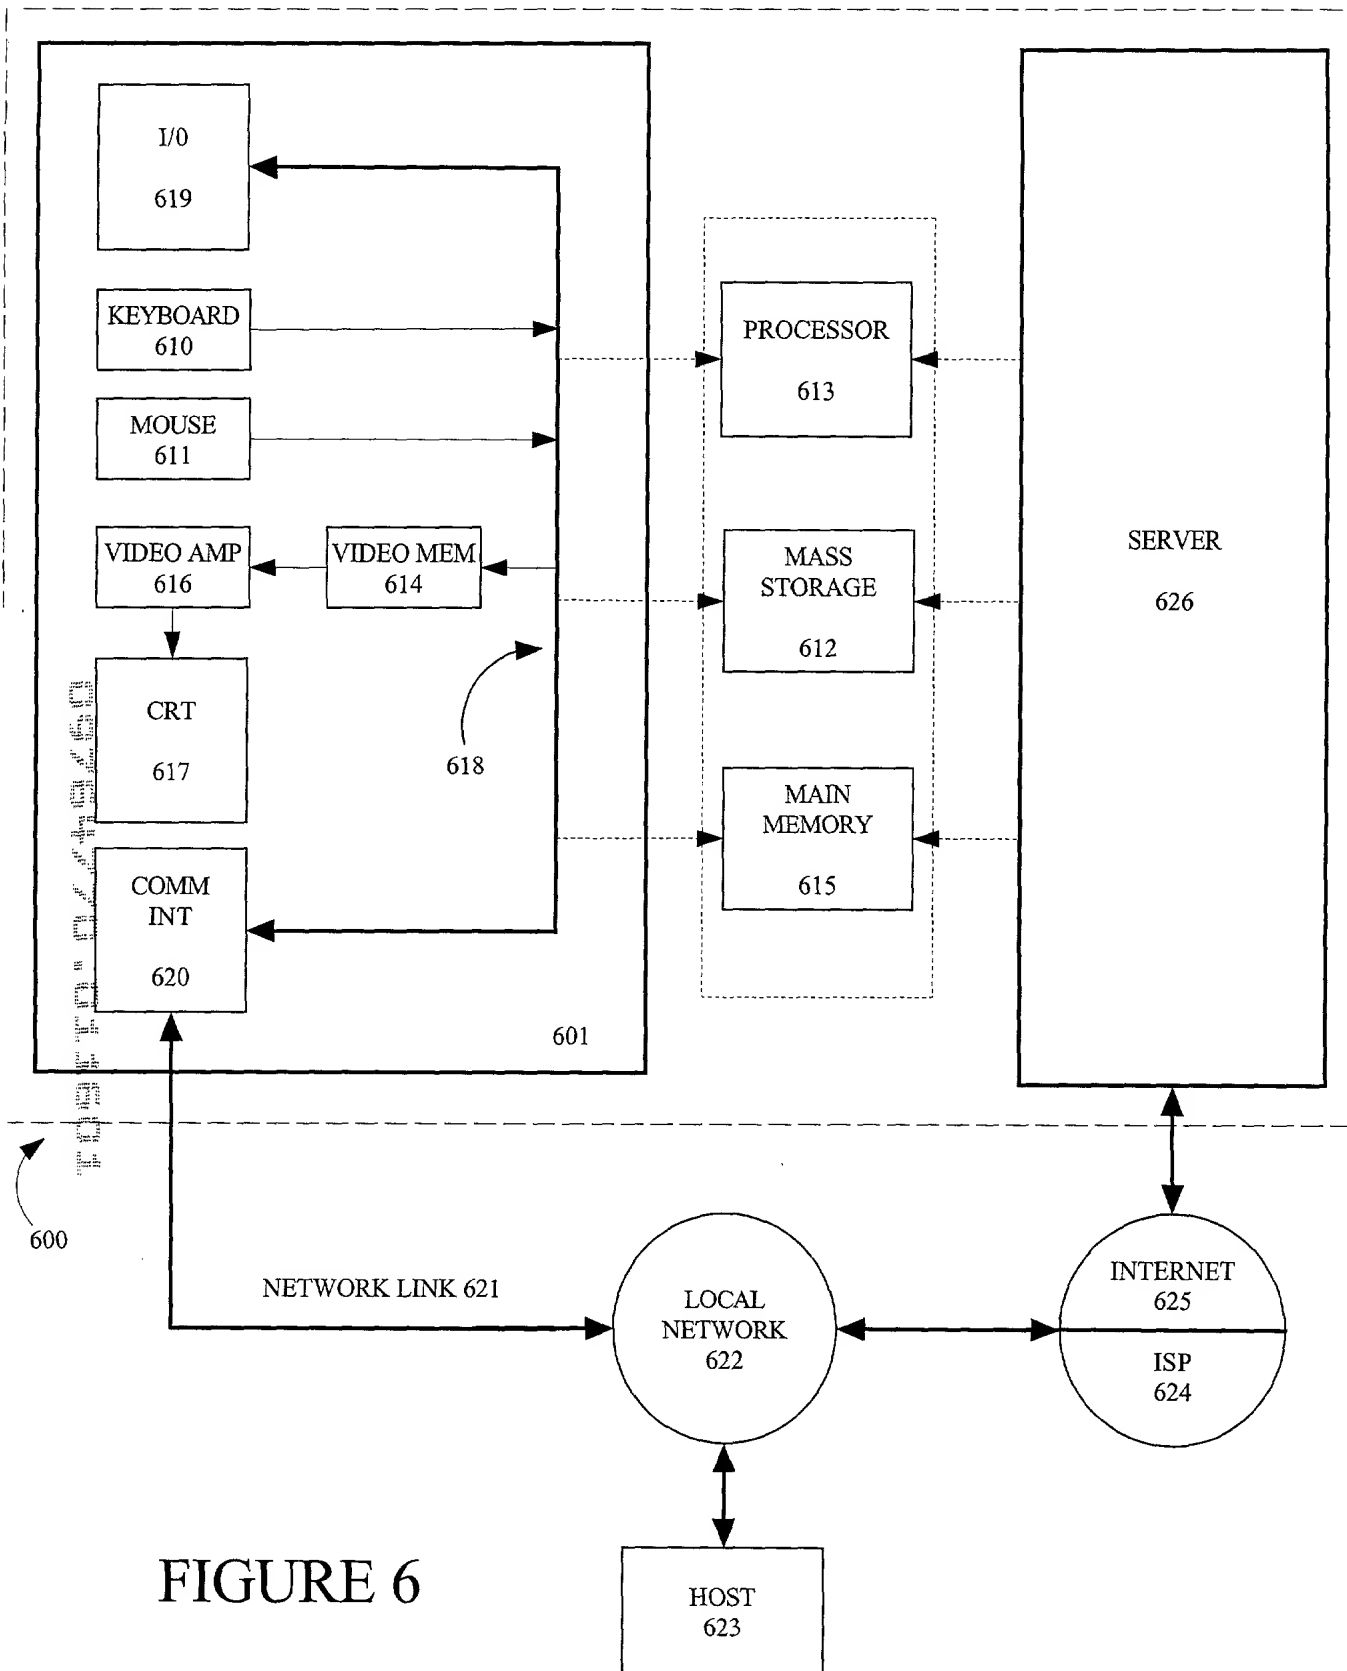 I/0
619
KEYBOARD
610
MOUSE
611
VIDEO AMP
616
VIDEO MEM
614
CRT
617
618
COMM
INT
620
601
PROCESSOR
613
MASS
STORAGE
612
MAIN
MEMORY
615
SERVER
626
600
NETWORK LINK 621
LOCAL
NETWORK
622
INTERNET
625
ISP
624
HOST
623
FIGURE 6